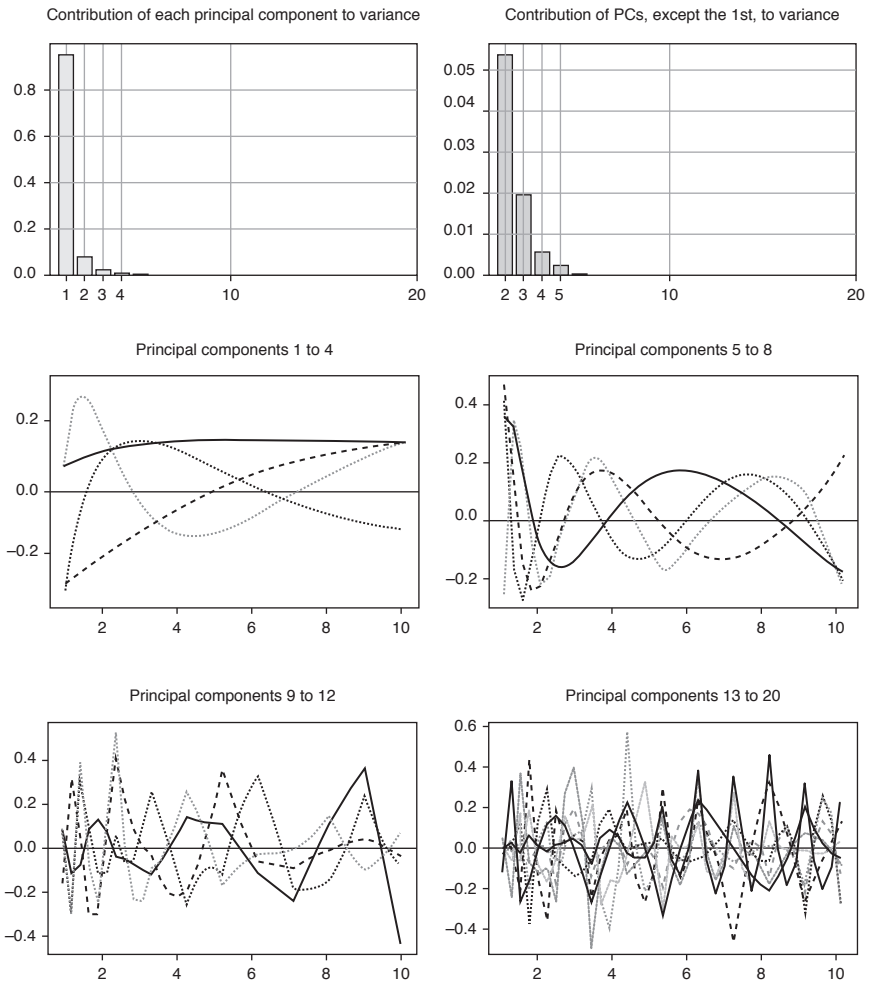 Contribution of each principal component to variance
0.8
0.6
0.4
0.2
0.0
1 2 3 4 10 20
Contribution of PCs, except the 1st, to variance
0.05
0.04
0.03
0.02
0.01
0.00
2 3 4 5 10 20
Principal components 1 to 4
0.2
0.0
–0.2
2 4 6 8 10
Principal components 5 to 8
0.4
0.2
0.0
–0.2
2 4 6 8 10
Principal components 9 to 12
0.4
0.2
0.0
–0.2
–0.4
2 4 6 8 10
Principal components 13 to 20
0.6
0.4
0.2
0.0
–0.2
–0.4
2 4 6 8 10